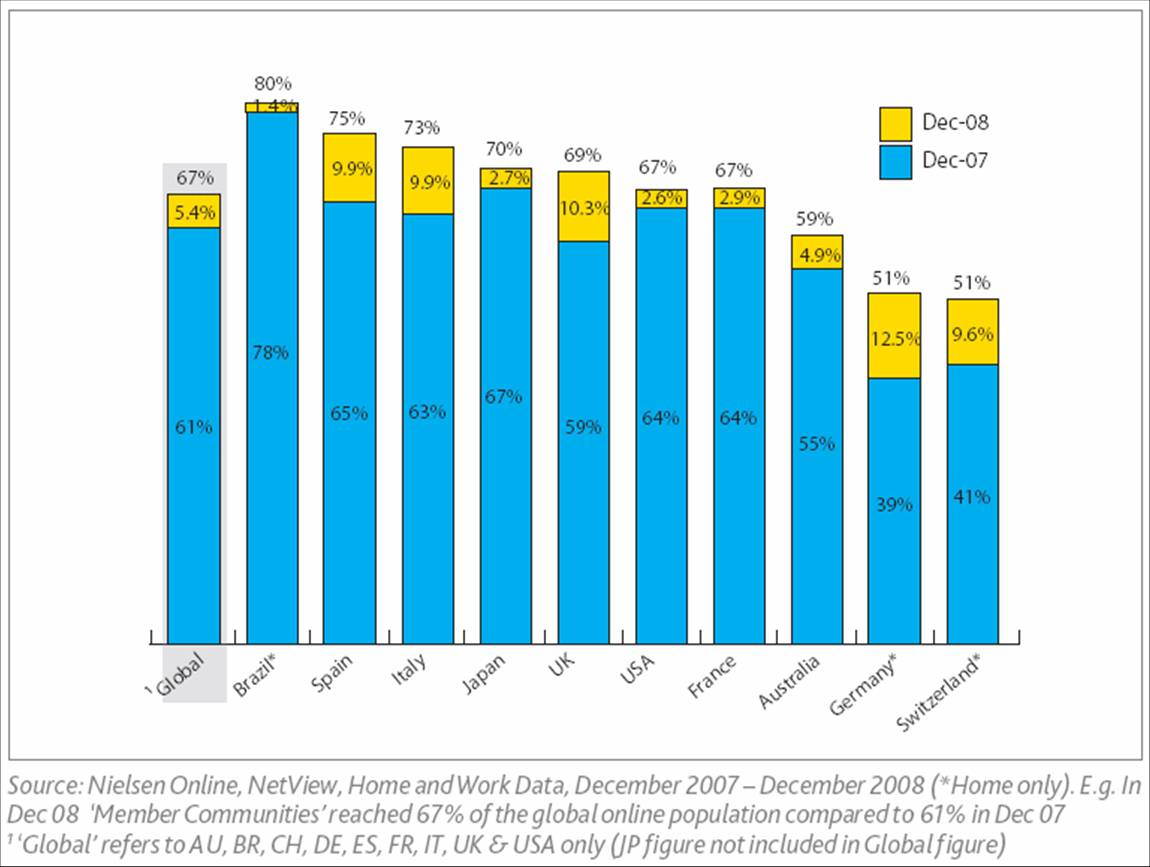 80%
1.4%
75%
73%
70%
69%
67%
67%
67%
59%
51%
51%
Dec-08
Dec-07
5.4%
9.9%
9.9%
2.7%
10.3%
2.6%
2.9%
4.9%
12.5%
9.6%
61%
78%
65%
63%
67%
59%
64%
64%
55%
39%
41%
¹ Global
Brazil*
Spain
Italy
Japan
UK
USA
France
Australia
Germany*
Switzerland*
Source: Nielsen Online, NetView, Home and Work Data, December 2007 – December 2008 (*Home only). E.g. In
Dec 08 ‘Member Communities’ reached 67% of the global online population compared to 61% in Dec 07
¹ ‘Global’ refers to AU, BR, CH, DE, ES, FR, IT, UK & USA only (JP figure not included in Global figure)